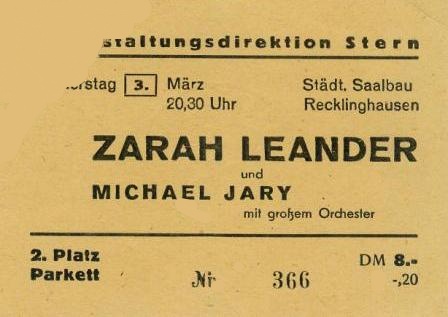 staltungsdirektion Stern
rstag 3. März
20,30 Uhr
Städt. Saalbau
Recklinghausen
ZARAH LEANDER
und
MICHAEL JARY
mit großem Orchester
2. Platz
Parkett
Nr 366
DM 8.-
-,20